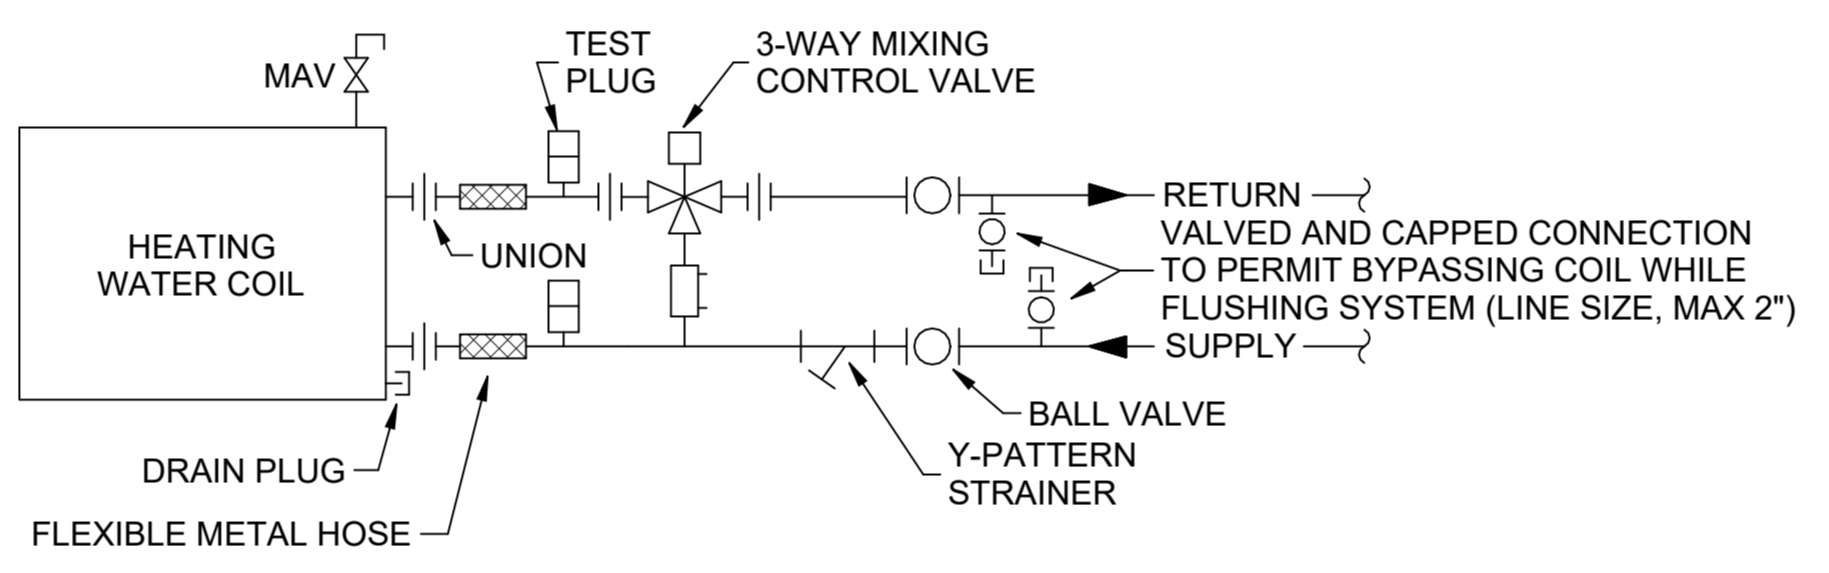 TEST
PLUG
3-WAY MIXING
CONTROL VALVE
MAV
HEATING
WATER COIL
UNION
RETURN
VALVED AND CAPPED CONNECTION
TO PERMIT BYPASSING COIL WHILE
FLUSHING SYSTEM (LINE SIZE, MAX 2")
SUPPLY
BALL VALVE
Y-PATTERN
STRAINER
DRAIN PLUG
FLEXIBLE METAL HOSE